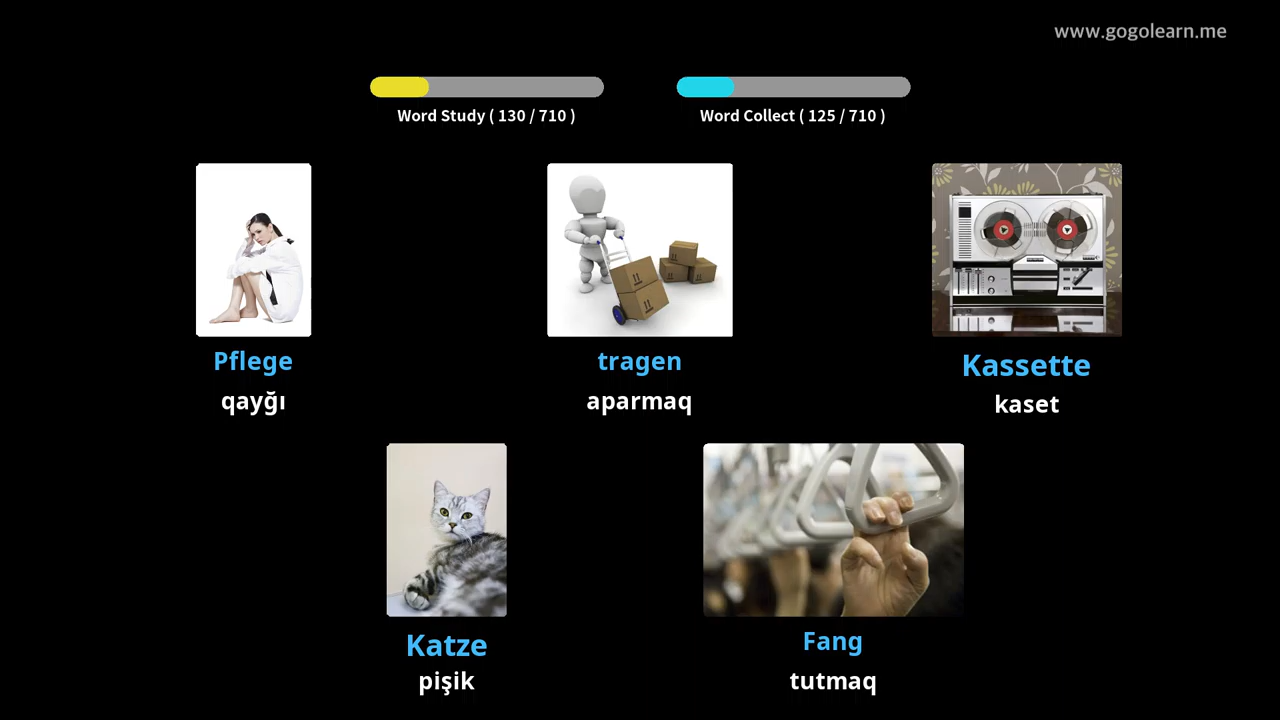 www.gogolearn.me
Word Study ( 130 / 710 )
Word Collect ( 125 / 710 )
Pflege
qayğı
tragen
aparmaq
Kassette
kaset
Katze
pişik
Fang
tutmaq